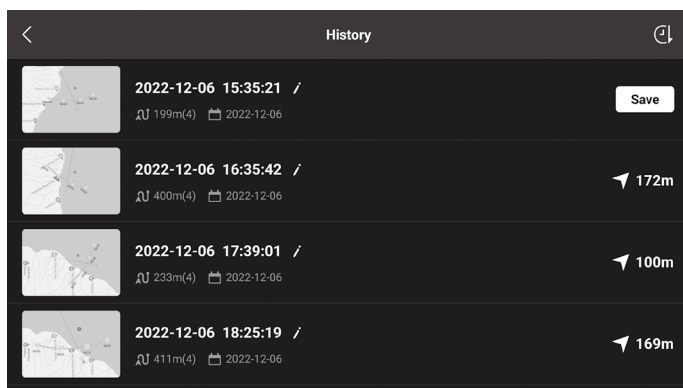 History
2022-12-06 15:35:21
199m(4) 2022-12-06
Save
2022-12-06 16:35:42
400m(4) 2022-12-06
172m
2022-12-06 17:39:01
233m(4) 2022-12-06
100m
2022-12-06 18:25:19
411m(4) 2022-12-06
169m